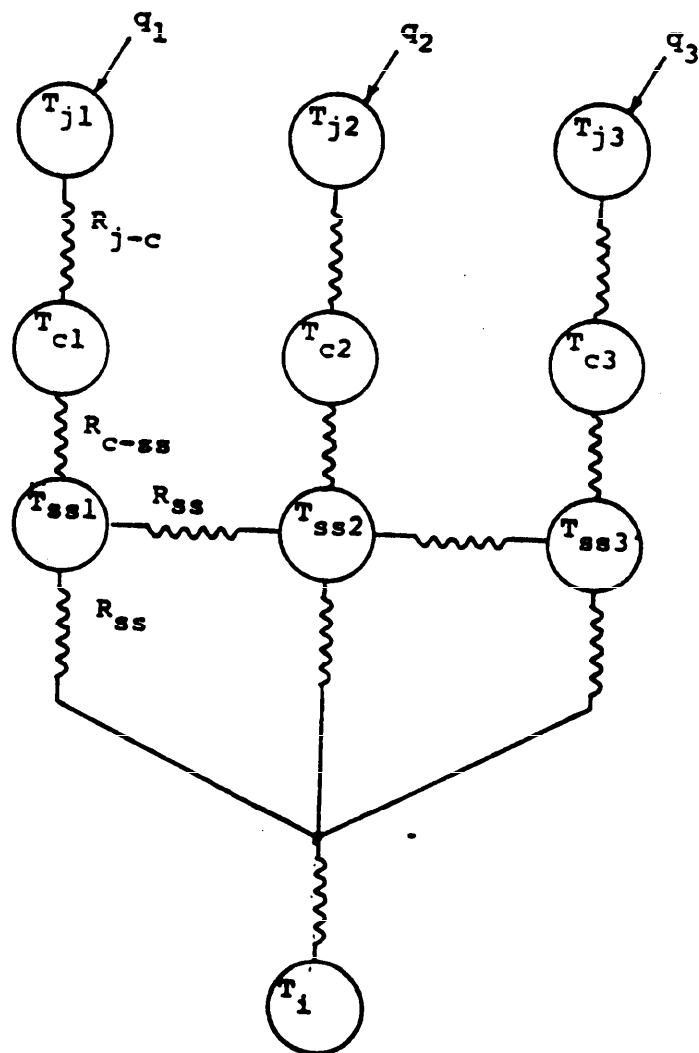 q1
q2
q3
Tj1
Tj2
Tj3
Rj-c
Tc1
Tc2
Tc3
Rc-ss
Tss1
Rss
Tss2
Tss3
Rss
Ti